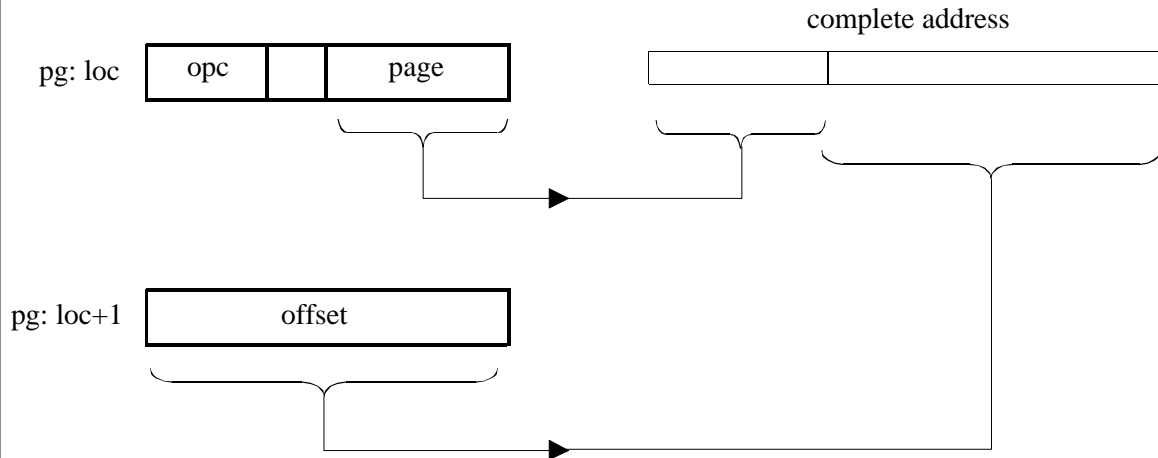 complete address
pg: loc opc page
pg: loc+1 offset